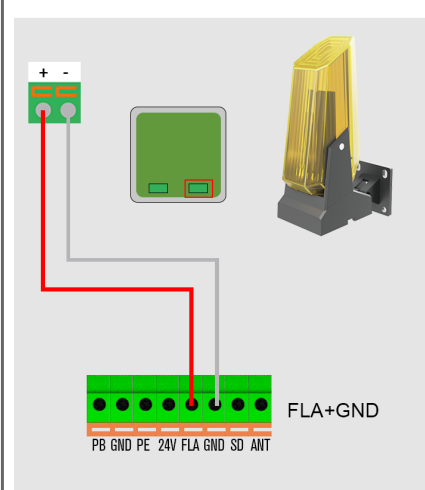 + -
FLA+GND
PB GND PE 24V FLA GND SD ANT